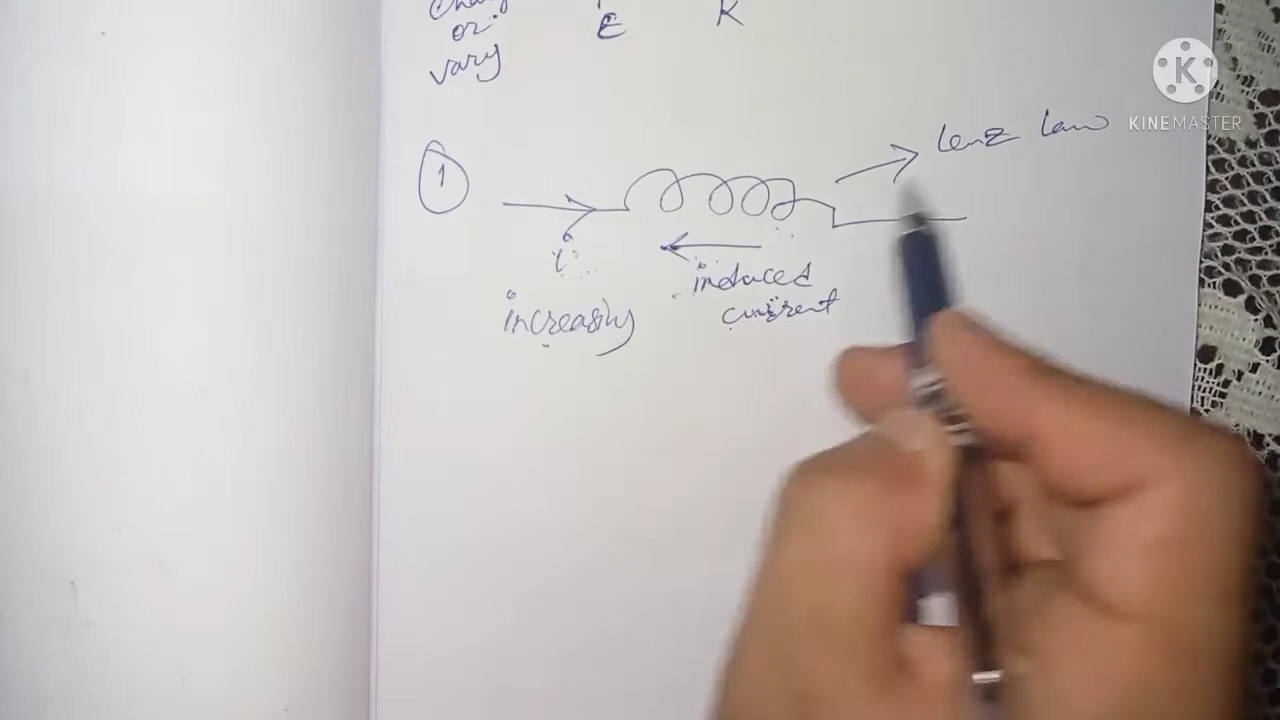 or
E
K
vary
K
KINEMASTER
lenz law
1
i
induced
increasing
current